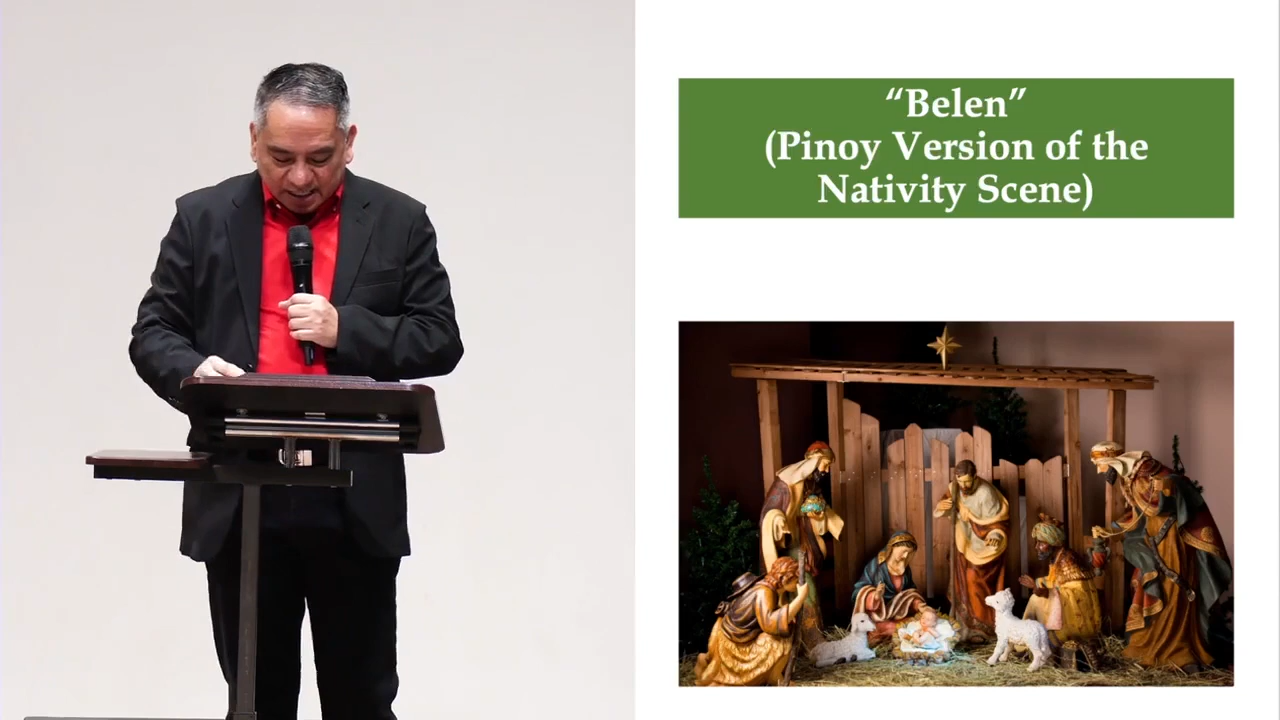 “Belen”
(Pinoy Version of the
Nativity Scene)